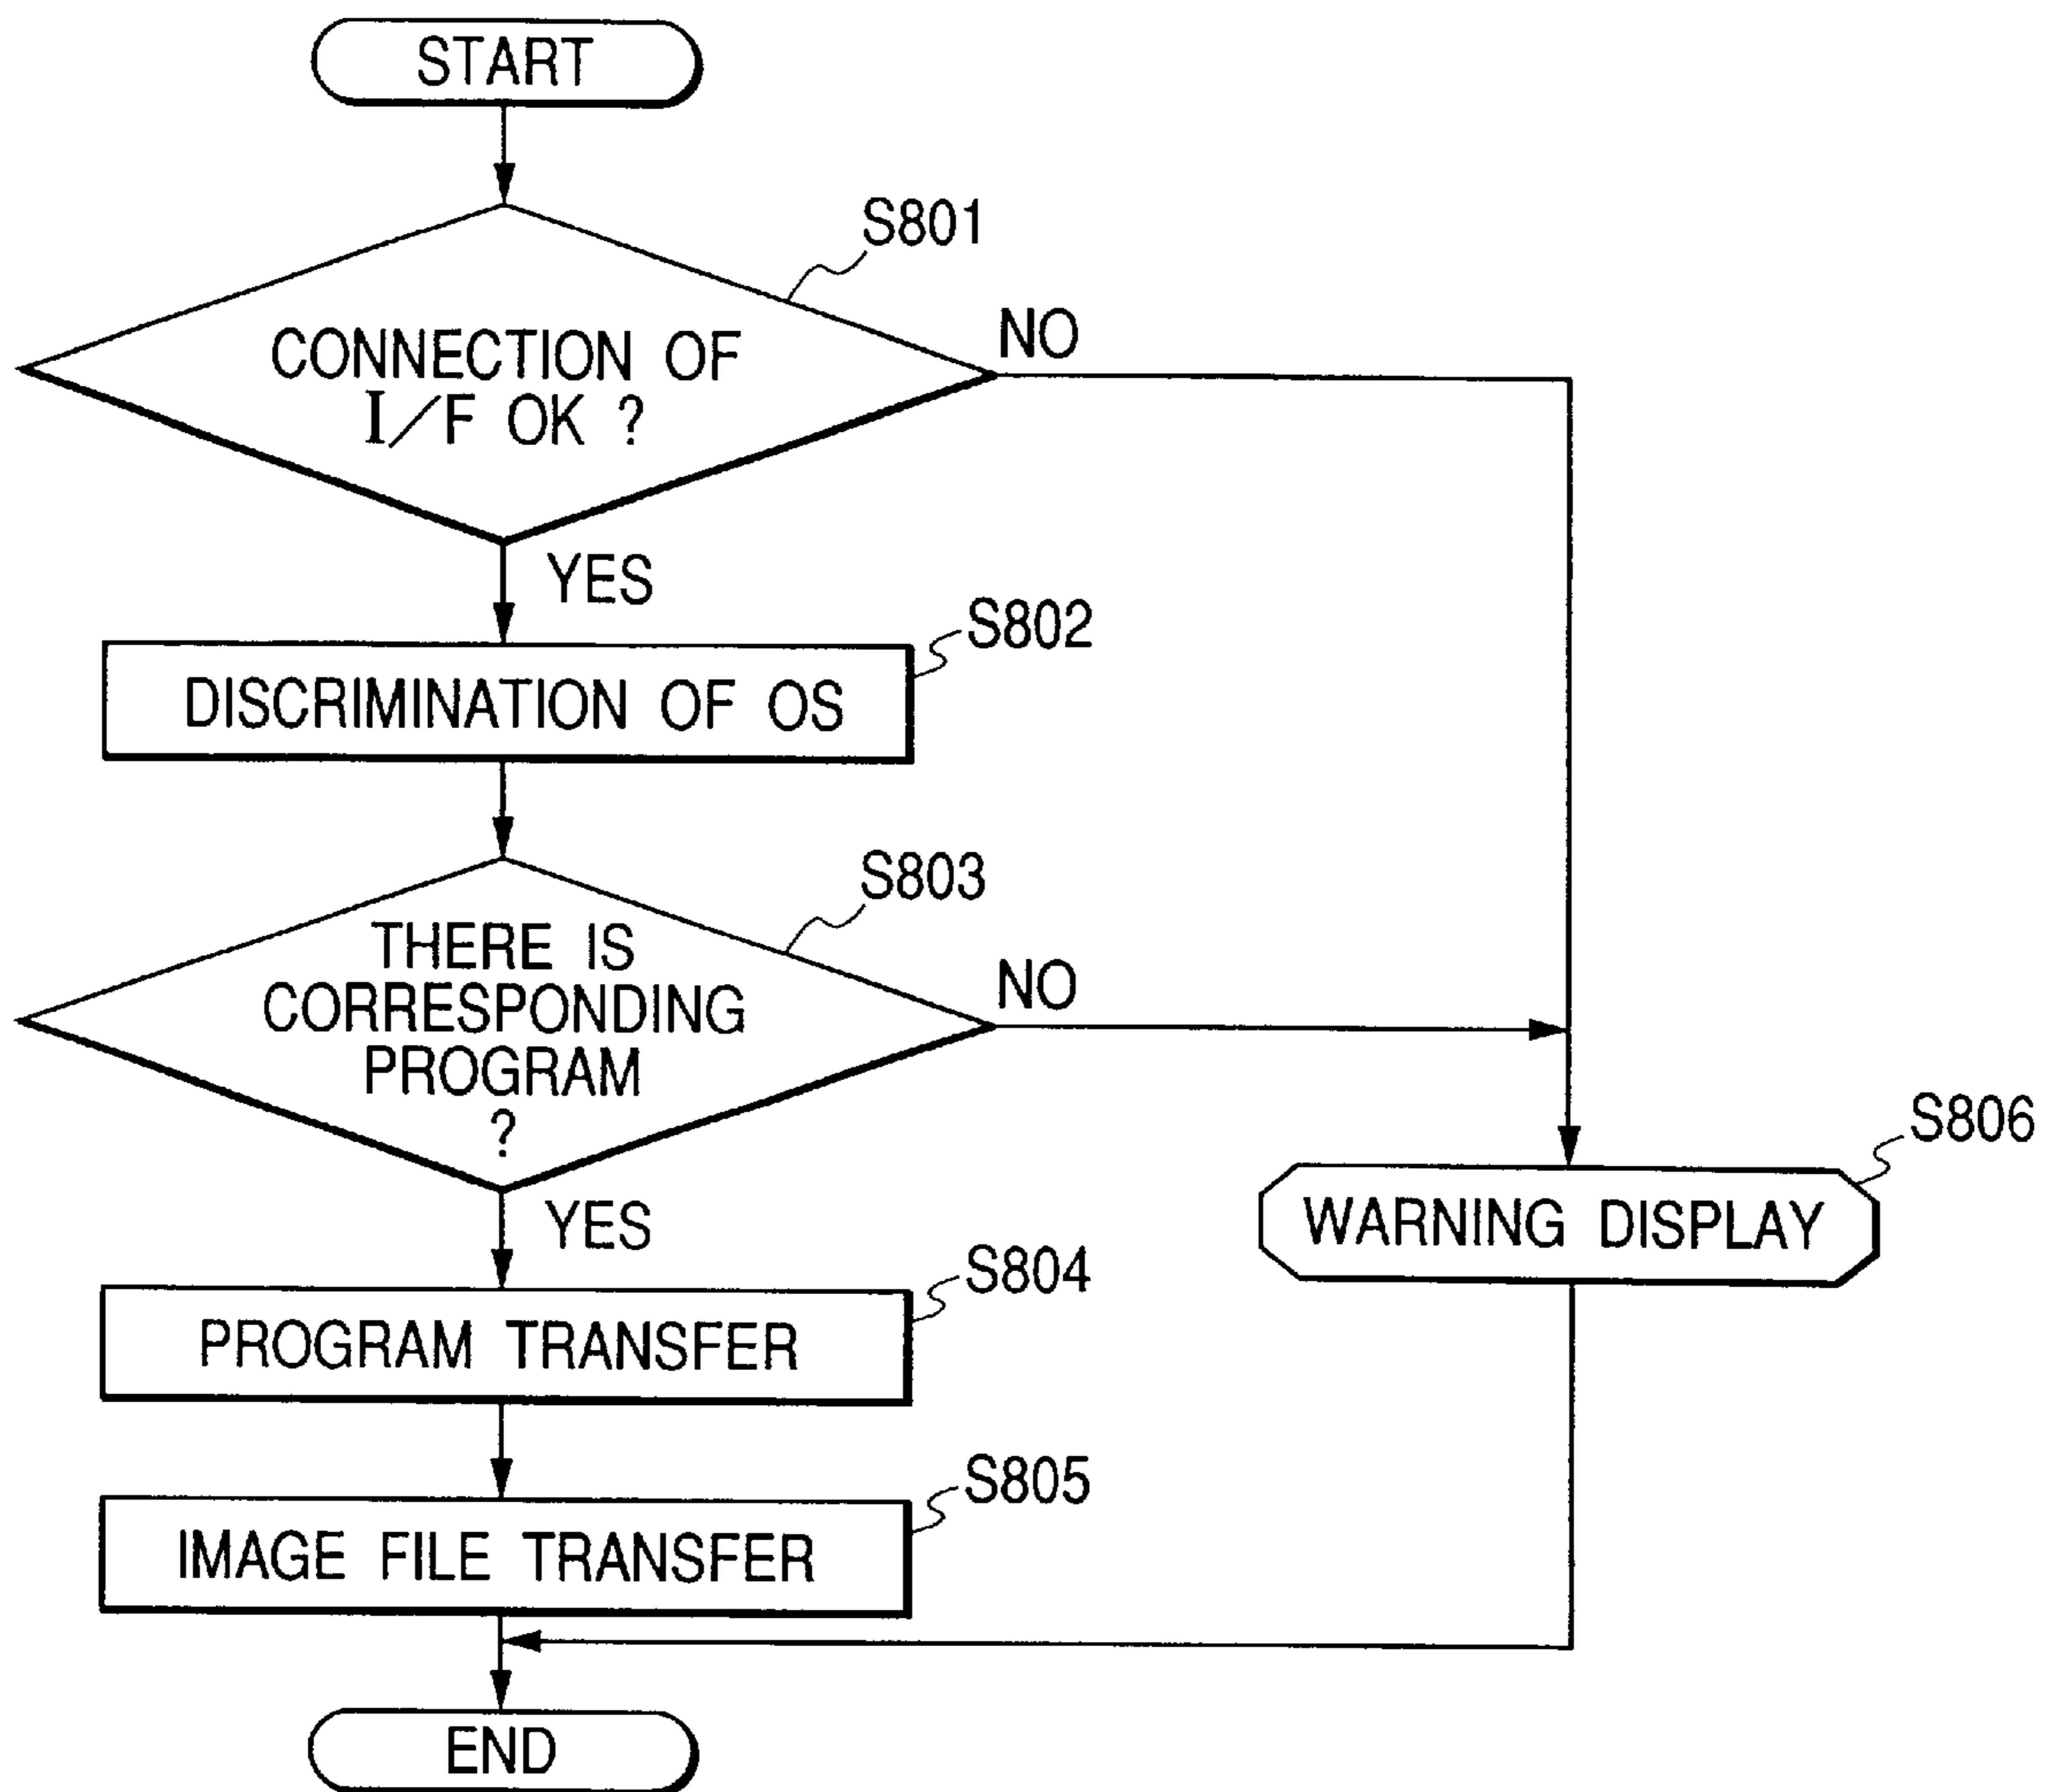 START
S801
CONNECTION OF
I/F OK ?
NO
YES
S802
DISCRIMINATION OF OS
S803
THERE IS
CORRESPONDING
PROGRAM
?
NO
YES
S804
PROGRAM TRANSFER
S806
WARNING DISPLAY
S805
IMAGE FILE TRANSFER
END